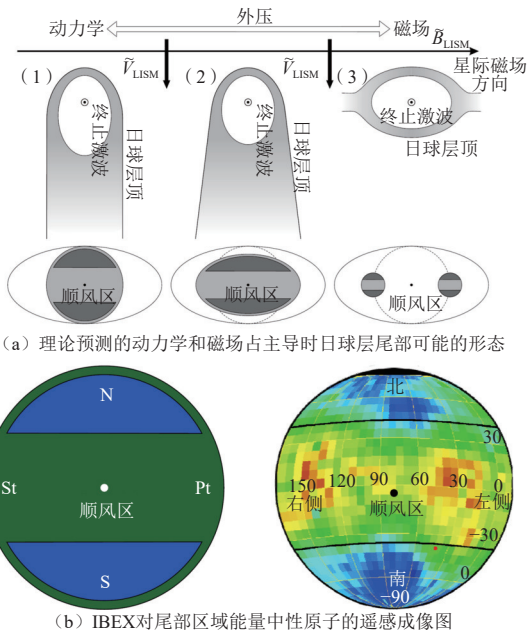 外压
动力学
磁场 B̃LISM
(1)
ṼLISM
(2)
ṼLISM
(3)
星际磁场
方向
终止激波
日球层顶
终止激波
日球层顶
终止激波
日球层顶
顺风区
顺风区
顺风区
(a) 理论预测的动力学和磁场占主导时日球层尾部可能的形态
N
St
Pt
顺风区
S
北
30
150 120 90 60 30 0
右侧
左侧
顺风区
-30
南
0
-90
(b) IBEX对尾部区域能量中性原子的遥感成像图